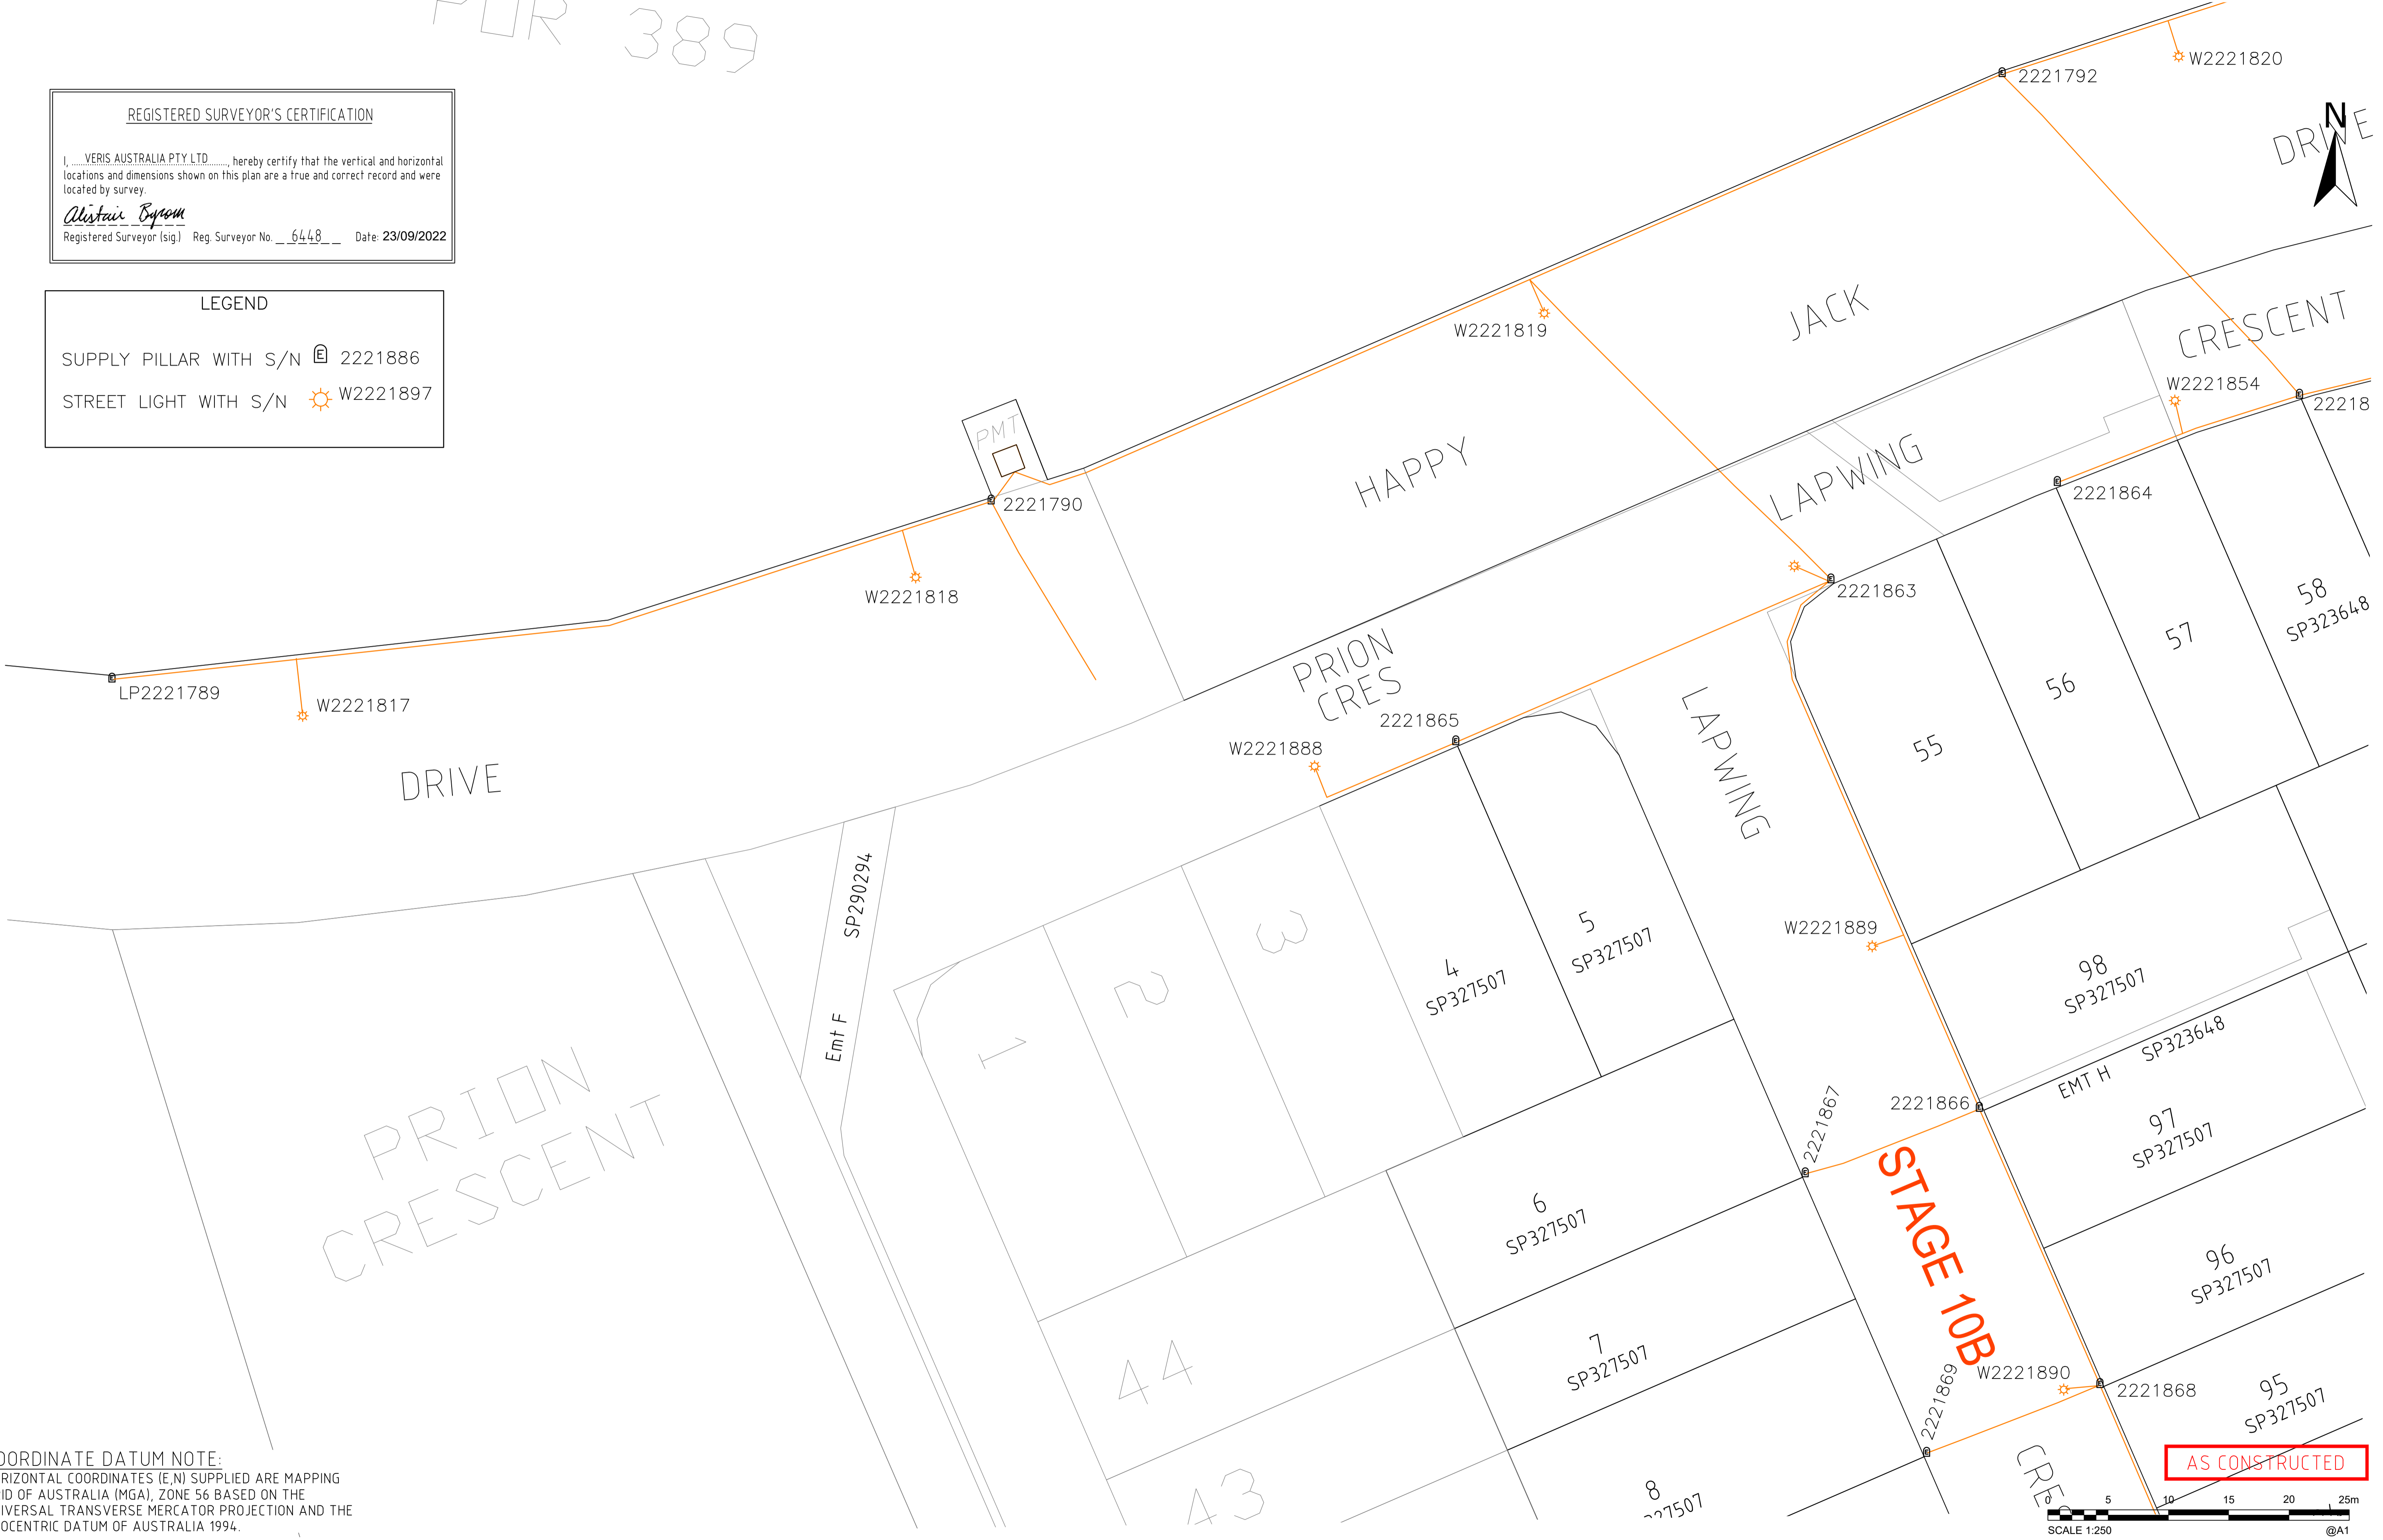 POR 389
REGISTERED SURVEYOR'S CERTIFICATION
I, VERIS AUSTRALIA PTY LTD, hereby certify that the vertical and horizontal
locations and dimensions shown on this plan are a true and correct record and were
located by survey.
Alistair Byrom
Registered Surveyor (sig.) Reg. Surveyor No. 6448 Date: 23/09/2022
LEGEND
SUPPLY PILLAR WITH S/N E 2221886
STREET LIGHT WITH S/N W2221897
W2221820
2221792
N
DRIVE
W2221819
JACK
CRESCENT
W2221854
22218
PMT
HAPPY
LAPWING
2221790
2221864
W2221818
2221863
58
SP323648
57
56
55
LP2221789
W2221817
PRION
CRES
2221865
W2221888
LAPWING
DRIVE
SP290294
Emt F
1
2
3
4
SP327507
5
SP327507
W2221889
98
SP327507
SP323648
EMT H
PRION
CRESCENT
2221867
2221866
97
SP327507
STAGE 10B
6
SP327507
96
SP327507
7
SP327507
44
W2221890
2221869
2221868
95
SP327507
43
8
27507
CRES
AS CONSTRUCTED
OORDINATE DATUM NOTE:
RIZONTAL COORDINATES (E,N) SUPPLIED ARE MAPPING
ID OF AUSTRALIA (MGA), ZONE 56 BASED ON THE
IVERSAL TRANSVERSE MERCATOR PROJECTION AND THE
OCENTRIC DATUM OF AUSTRALIA 1994.
0 5 10 15 20 25m
SCALE 1:250 @A1